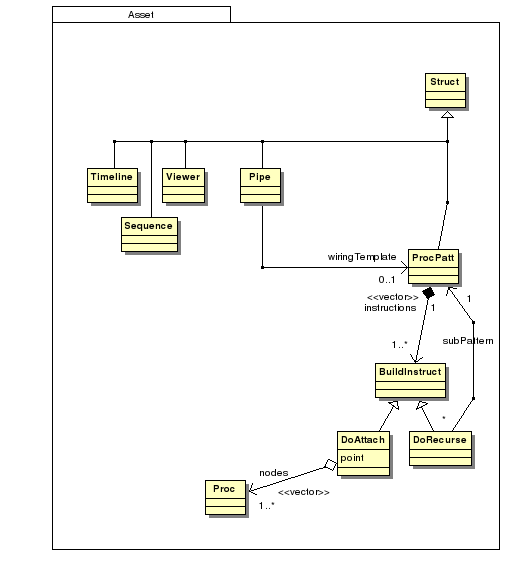 Asset
Struct
Timeline
Viewer
Pipe
Sequence
wiringTemplate
ProcPatt
0..1
<<vector>>
1
1
instructions
subPattern
1..*
BuildInstruct
*
DoAttach
DoRecurse
point
nodes
Proc
<<vector>>
1..*